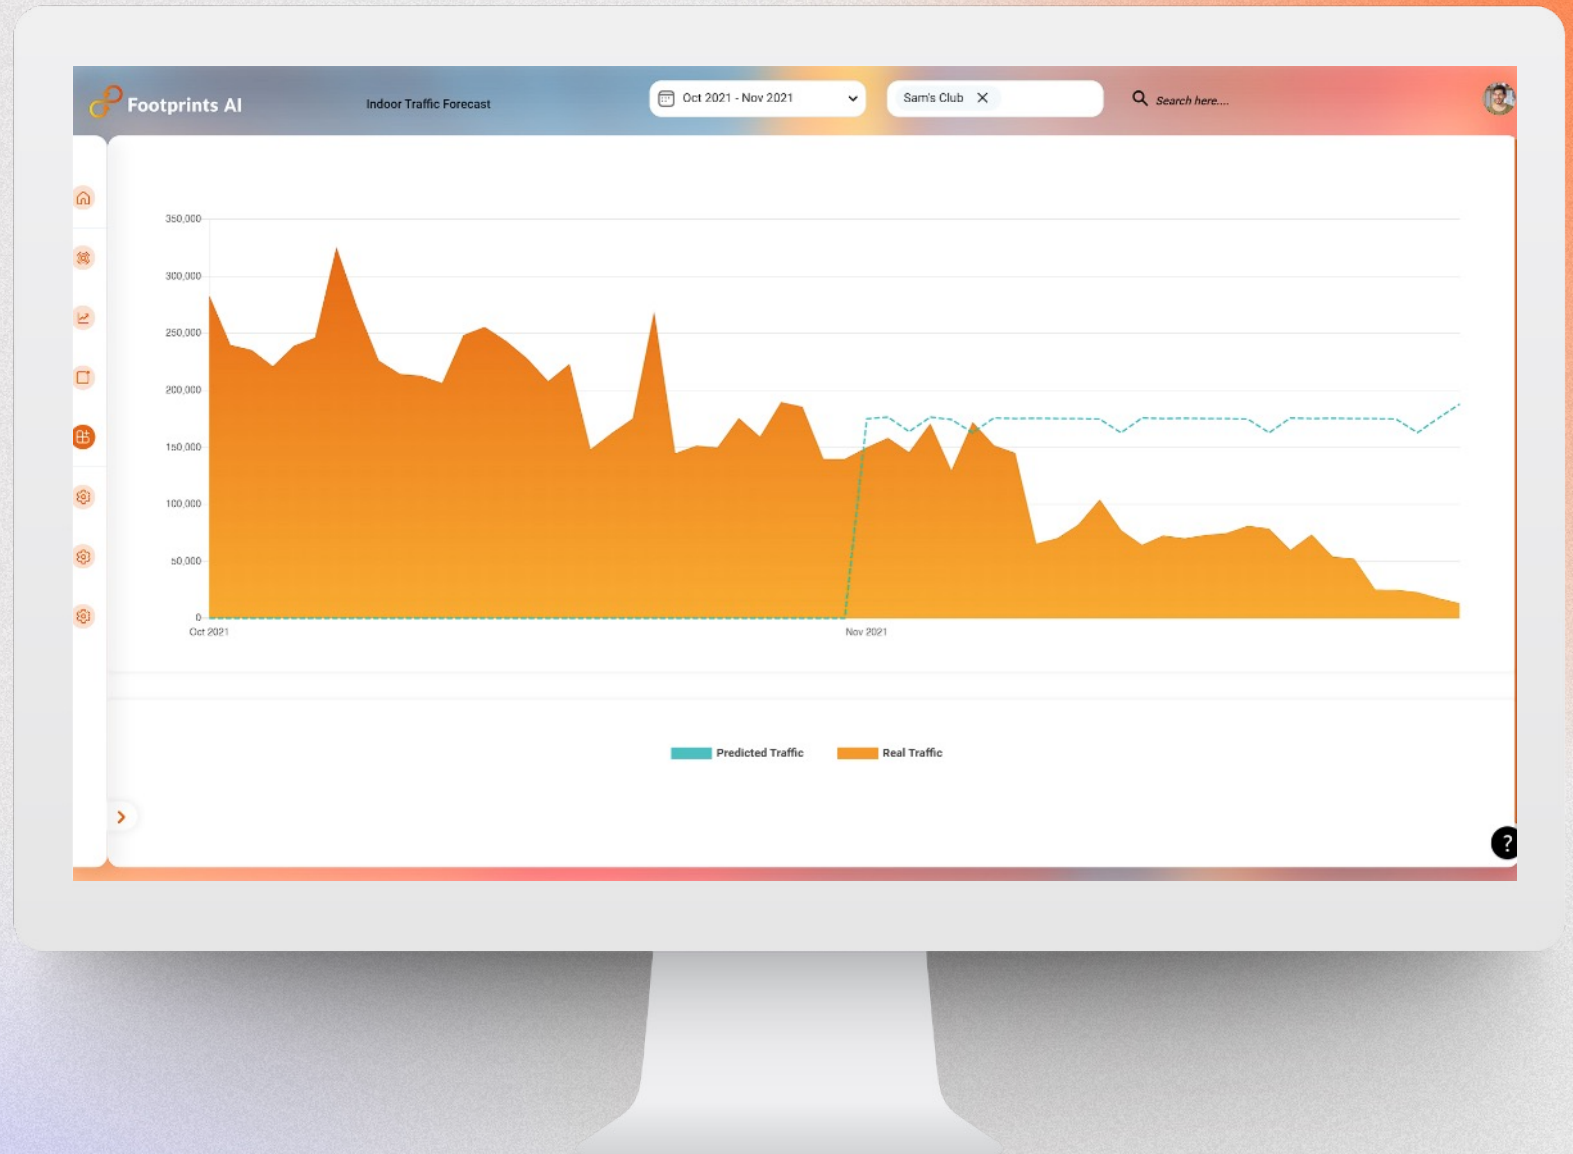 Footprints AI
Indoor Traffic Forecast
Oct 2021 - Nov 2021
Sam's Club
Search here....
350,000
300,000
250,000
200,000
150,000
100,000
50,000
0
Oct 2021
Nov 2021
Predicted Traffic
Real Traffic
?